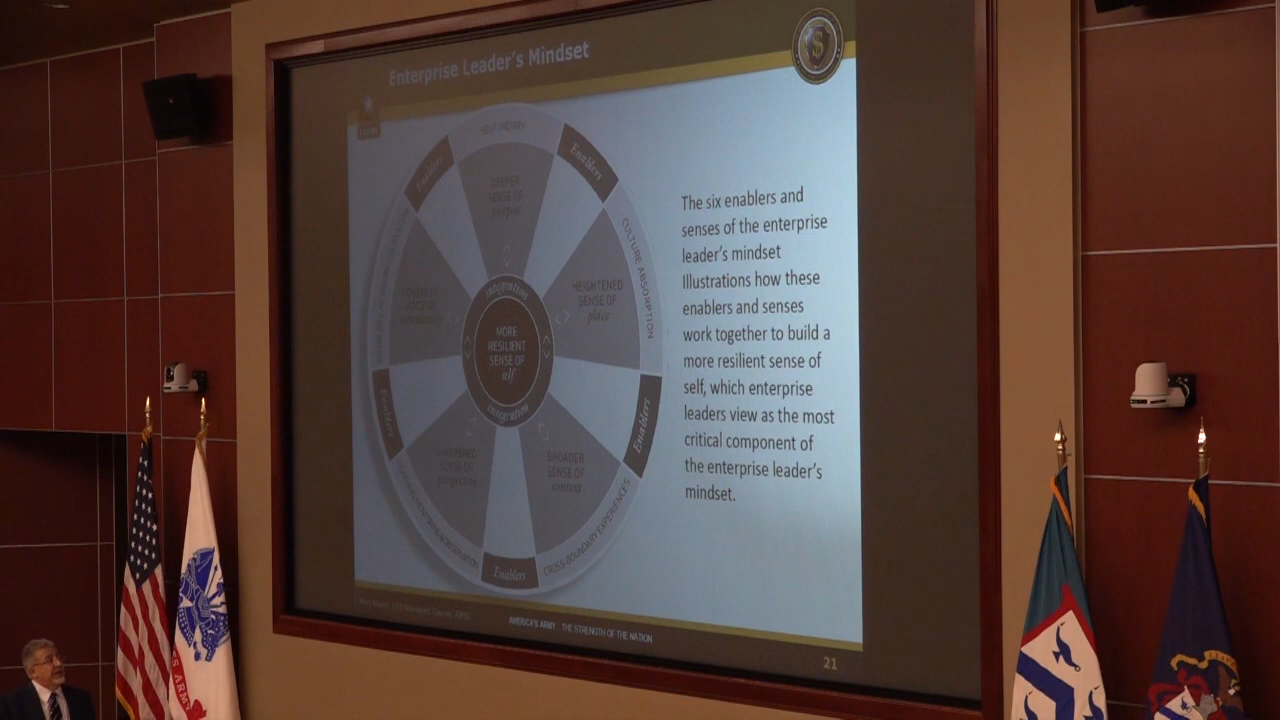 Enterprise Leader's Mindset
SELF INQUIRY
Enablers
Enablers
DEEPER
SENSE OF
purpose
CULTURE ABSORPTION
HEIGHTENED
SENSE OF
place
integration
MORE
RESILIENT
SENSE OF
self
integration
Enablers
Enablers
SENSE OF
perspective
BROADER
SENSE OF
context
CROSS-BOUNDARY EXPERIENCES
Enablers
The six enablers and
senses of the enterprise
leader's mindset
Illustrations how these
enablers and senses
work together to build a
more resilient sense of
self, which enterprise
leaders view as the most
critical component of
the enterprise leader's
mindset.
AMERICA'S ARMY: THE STRENGTH OF THE NATION
21